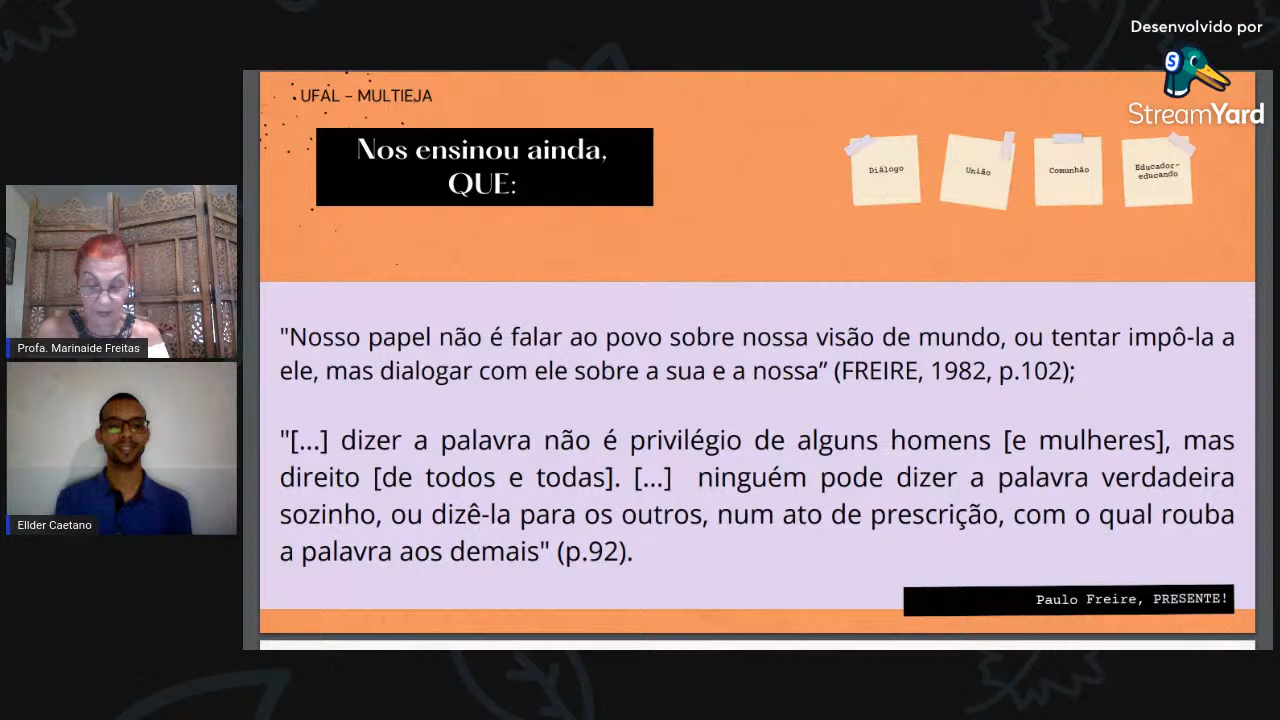 Desenvolvido por
StreamYard
UFAL - MULTIEJA
Nos ensinou ainda,
QUE:
Diálogo
União
Comunhão
Educador-
educando
"Nosso papel não é falar ao povo sobre nossa visão de mundo, ou tentar impô-la a
ele, mas dialogar com ele sobre a sua e a nossa” (FREIRE, 1982, p.102);
"[...] dizer a palavra não é privilégio de alguns homens [e mulheres], mas
direito [de todos e todas]. [...] ninguém pode dizer a palavra verdadeira
sozinho, ou dizê-la para os outros, num ato de prescrição, com o qual rouba
a palavra aos demais" (p.92).
Paulo Freire, PRESENTE!
Profa. Marinaide Freitas
Ellder Caetano